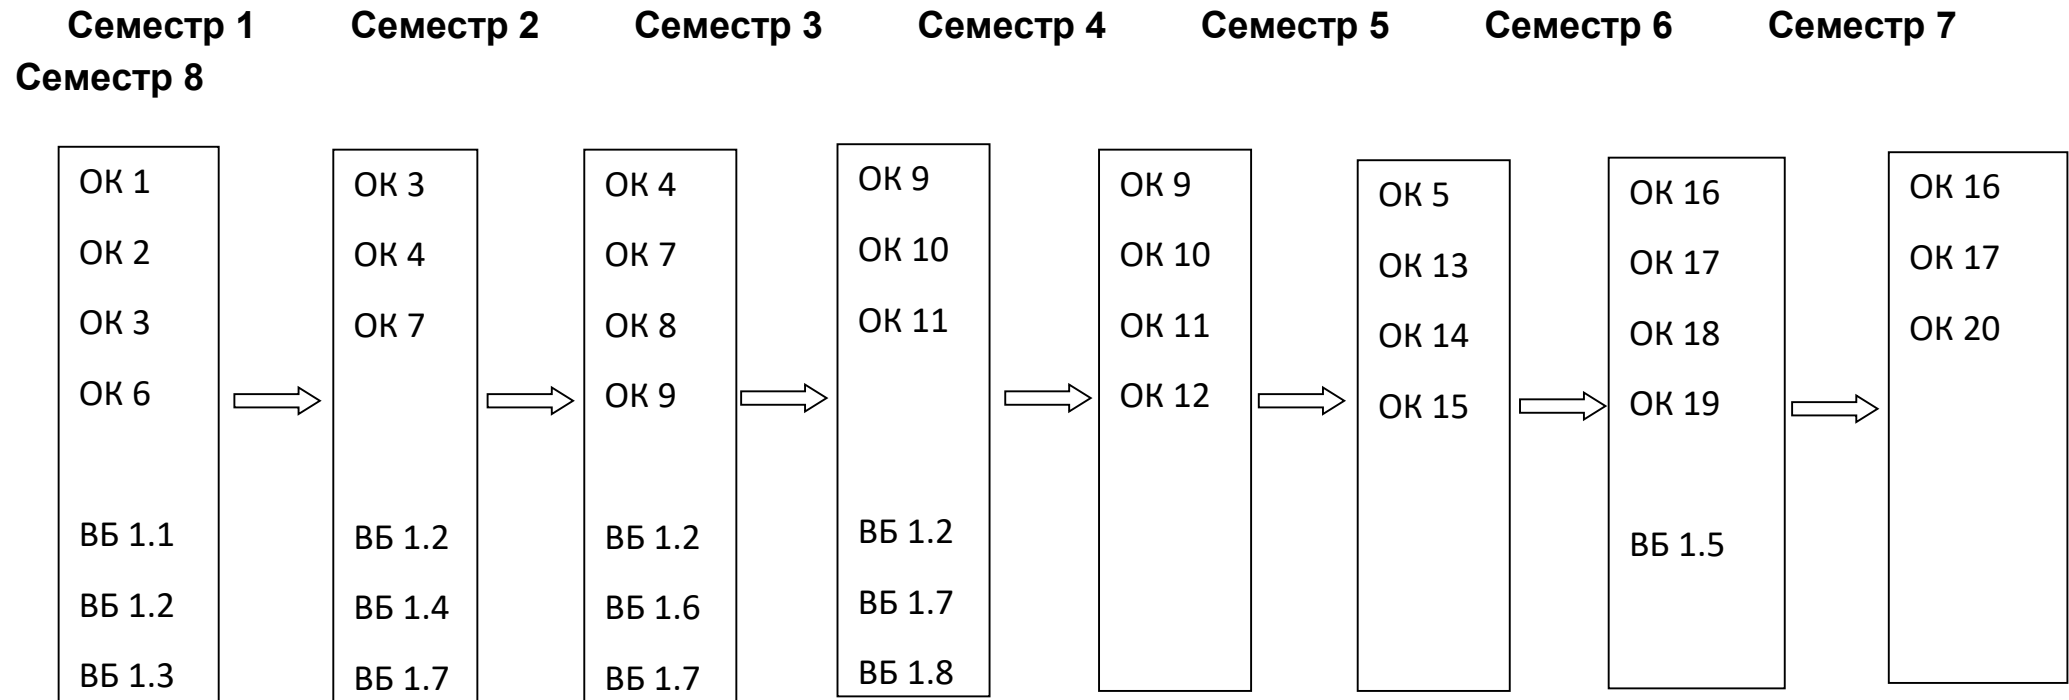 Семестр 1 Семестр 2 Семестр 3 Семестр 4 Семестр 5 Семестр 6 Семестр 7
Семестр 8
ОК 1
ОК 2
ОК 3
ОК 6
ВБ 1.1
ВБ 1.2
ВБ 1.3
ОК 3
ОК 4
ОК 7
ВБ 1.2
ВБ 1.4
ВБ 1.7
ОК 4
ОК 7
ОК 8
ОК 9
ВБ 1.2
ВБ 1.6
ВБ 1.7
ОК 9
ОК 10
ОК 11
ВБ 1.2
ВБ 1.7
ВБ 1.8
ОК 9
ОК 10
ОК 11
ОК 12
ОК 5
ОК 13
ОК 14
ОК 15
ОК 16
ОК 17
ОК 18
ОК 19
ВБ 1.5
ОК 16
ОК 17
ОК 20